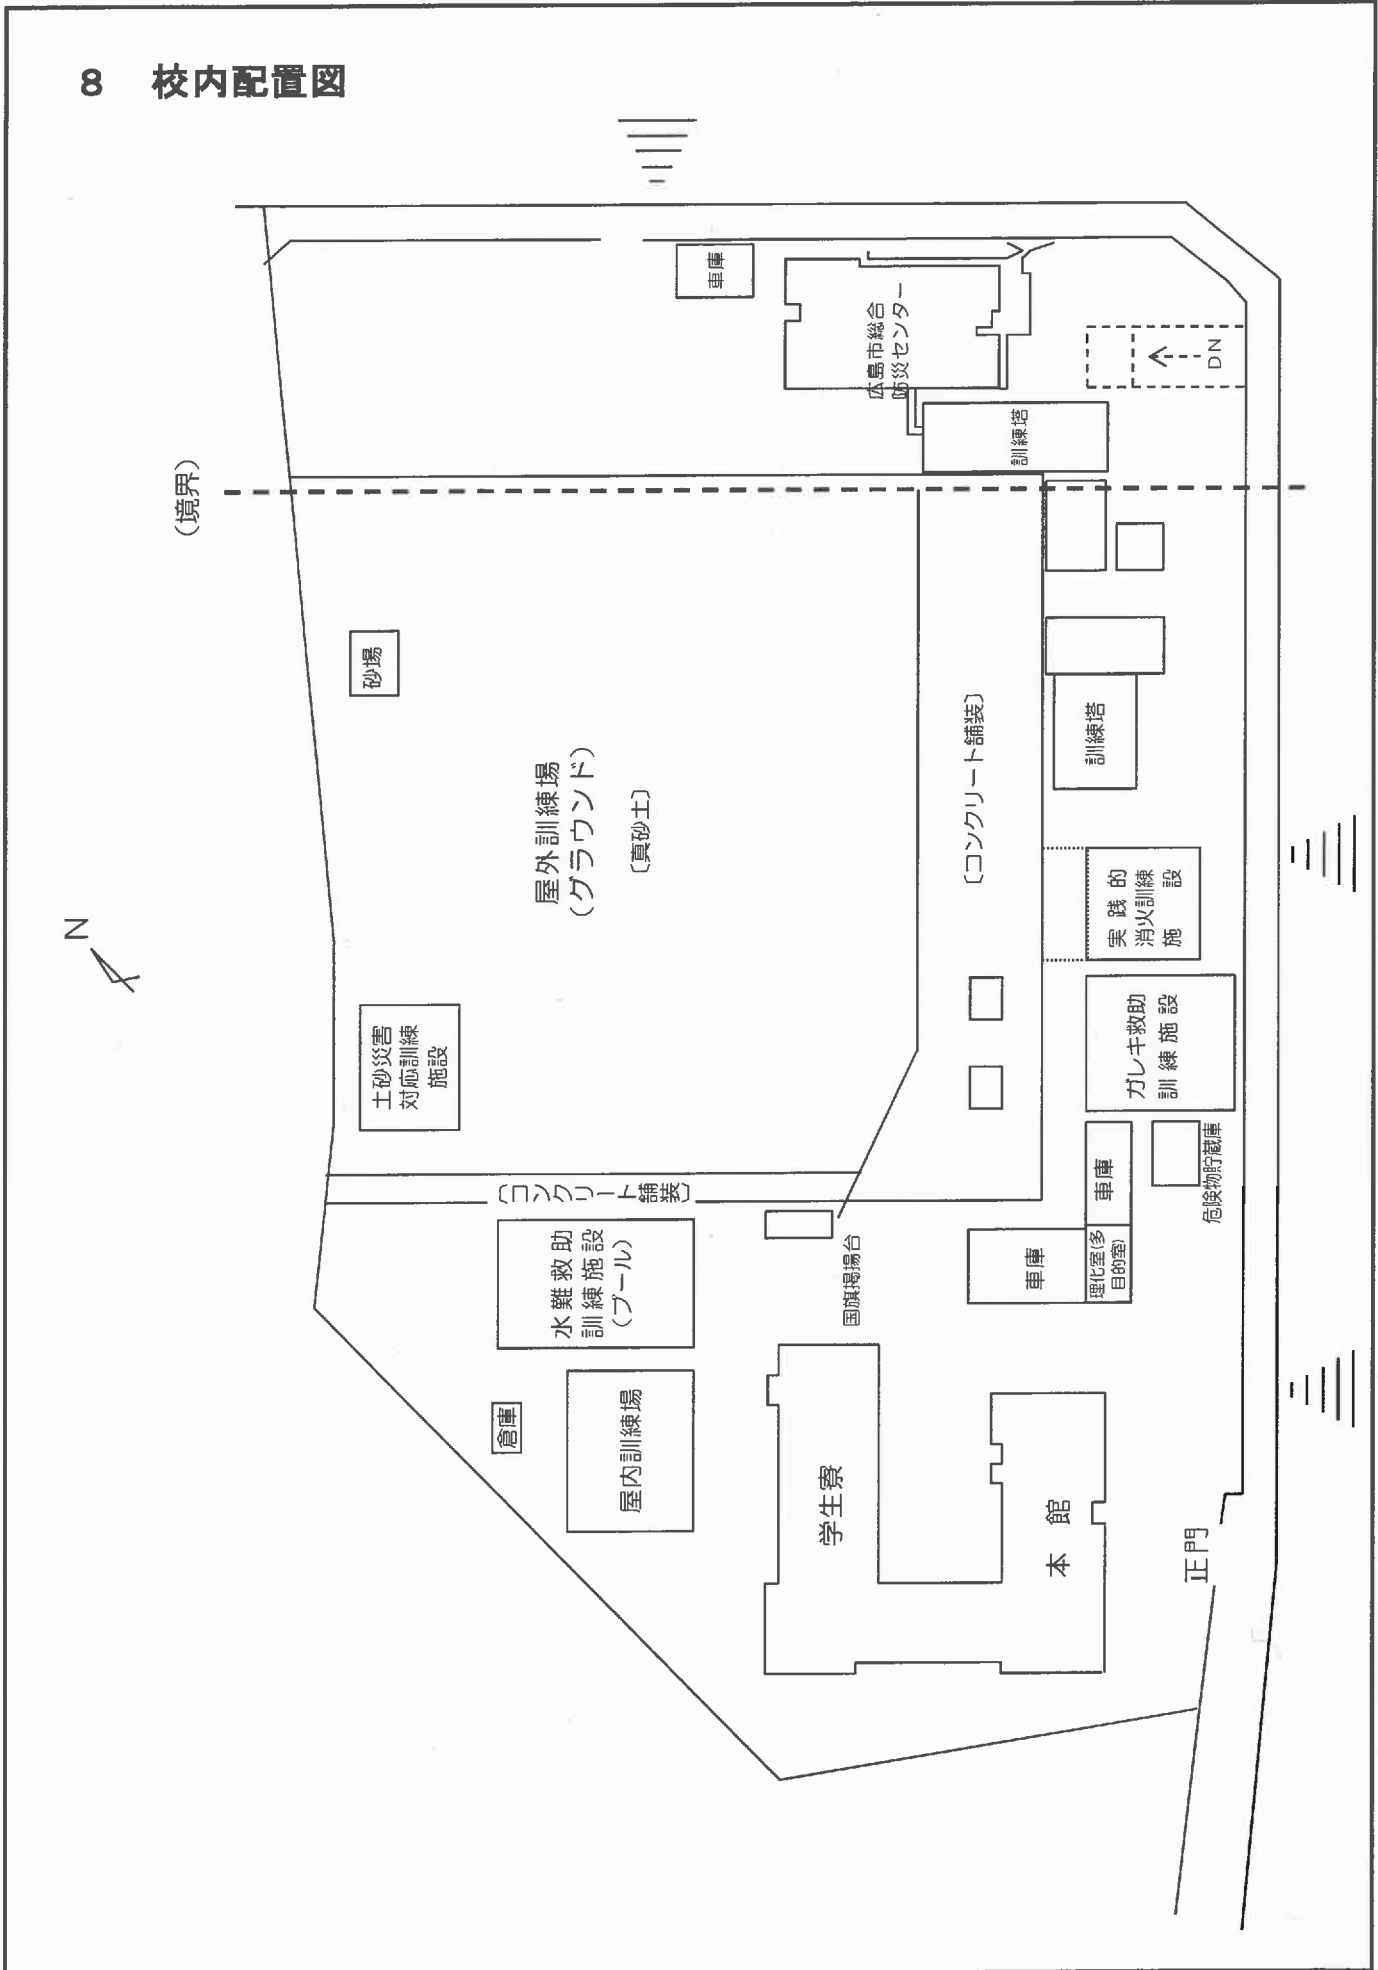 8 校内配置図
(境界)
車庫
広島市総合
防災センター
DN
訓練塔
砂場
屋外訓練場
(グラウンド)
〔真砂土〕
〔コンクリート舗装〕
訓練塔
実践的
消火訓練
施設
N
土砂災害
対応訓練
施設
ガレキ救助
訓練施設
〔コンクリート舗装〕
車庫
危険物貯蔵庫
水難救助
訓練施設
(プール)
国旗掲揚台
車庫
理化室(多
目的室)
倉庫
屋内訓練場
学生寮
本館
正門